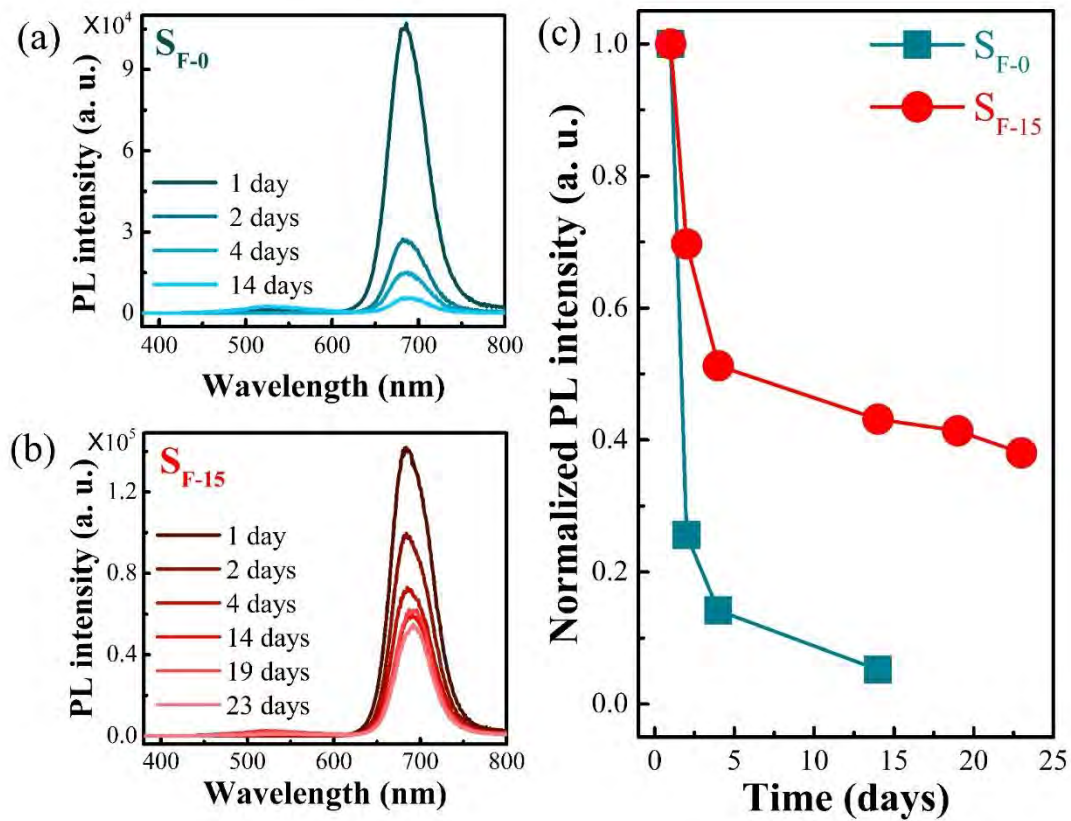 (a)
×10⁴
S_F-0
9
6
3
0
PL intensity (a. u.)
1 day
2 days
4 days
14 days
400 500 600 700 800
Wavelength (nm)
(b)
×10⁵
S_F-15
1.2
0.8
0.4
0.0
PL intensity (a. u.)
1 day
2 days
4 days
14 days
19 days
23 days
400 500 600 700 800
Wavelength (nm)
(c)
1.0
0.8
0.6
0.4
0.2
0.0
Normalized PL intensity (a. u.)
S_F-0
S_F-15
0 5 10 15 20 25
Time (days)